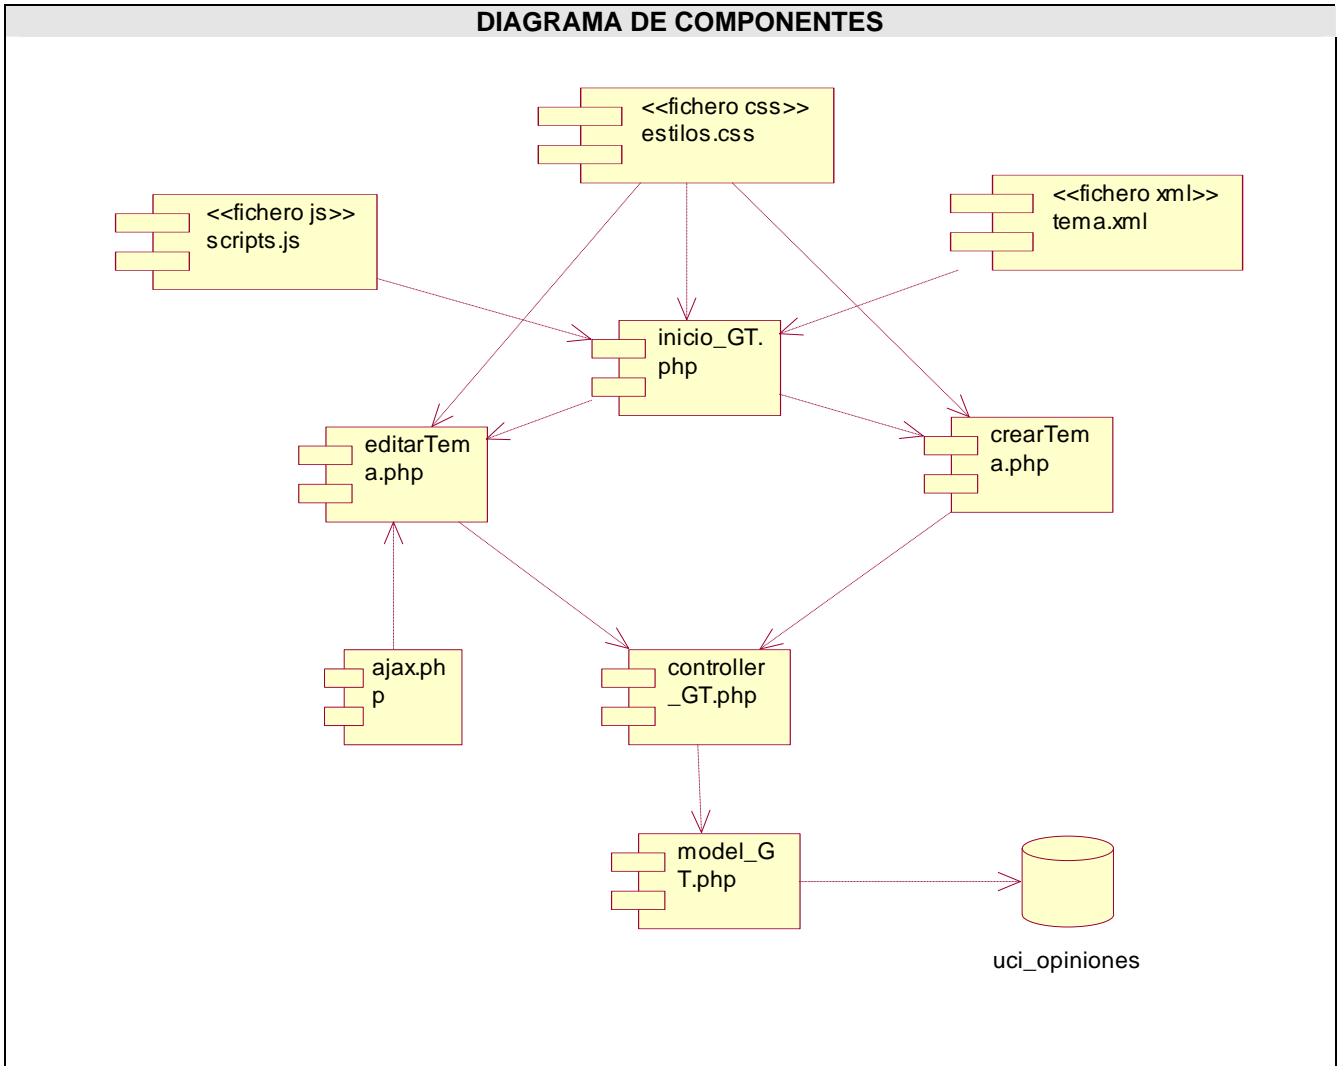 DIAGRAMA DE COMPONENTES
<<fichero css>>
estilos.css
<<fichero js>>
scripts.js
<<fichero xml>>
tema.xml
inicio_GT.
php
editarTem
a.php
crearTem
a.php
ajax.ph
p
controller
_GT.php
model_G
T.php
uci_opiniones